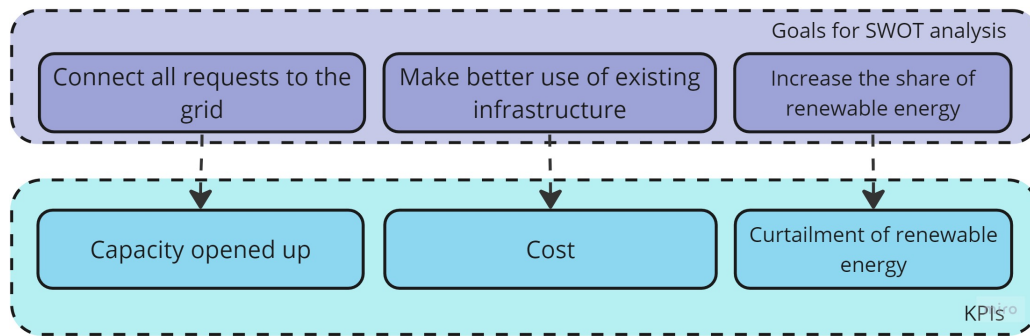 Goals for SWOT analysis
Connect all requests to the
grid
Make better use of existing
infrastructure
Increase the share of
renewable energy
Capacity opened up
Cost
Curtailment of renewable
energy
KPIs
miro